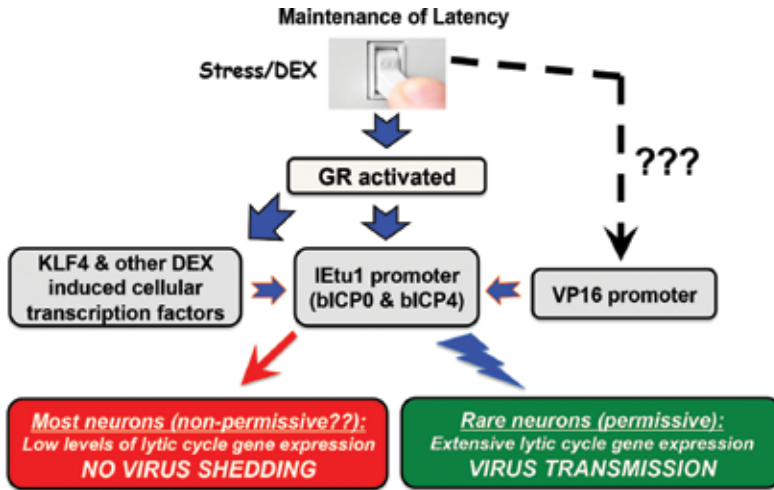 Maintenance of Latency
Stress/DEX
???
GR activated
KLF4 & other DEX
induced cellular
transcription factors
IEtu1 promoter
(bICP0 & bICP4)
VP16 promoter
Most neurons (non-permissive??):
Low levels of lytic cycle gene expression
NO VIRUS SHEDDING
Rare neurons (permissive):
Extensive lytic cycle gene expression
VIRUS TRANSMISSION